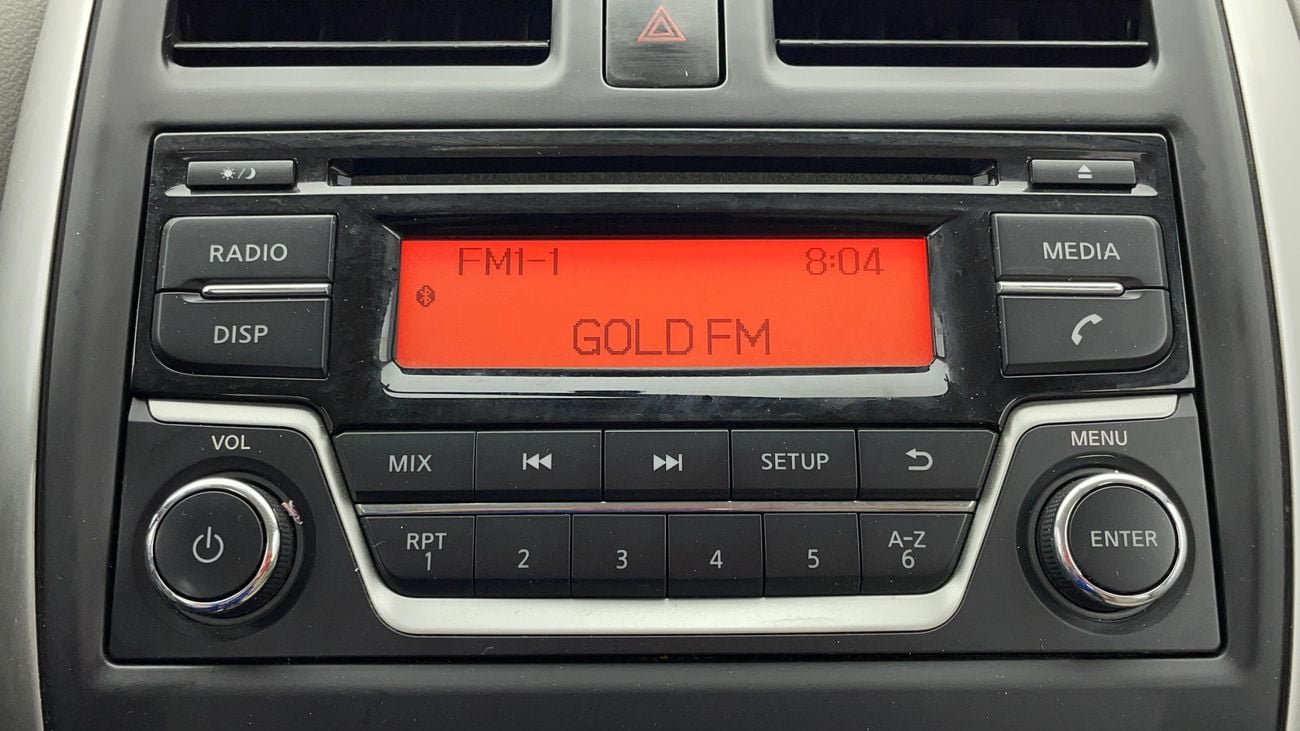 RADIO
DISP
FM1-1 8:04
GOLD FM
MEDIA
VOL
MENU
MIX SETUP
RPT 1 2 3 4 5 A-Z 6
ENTER